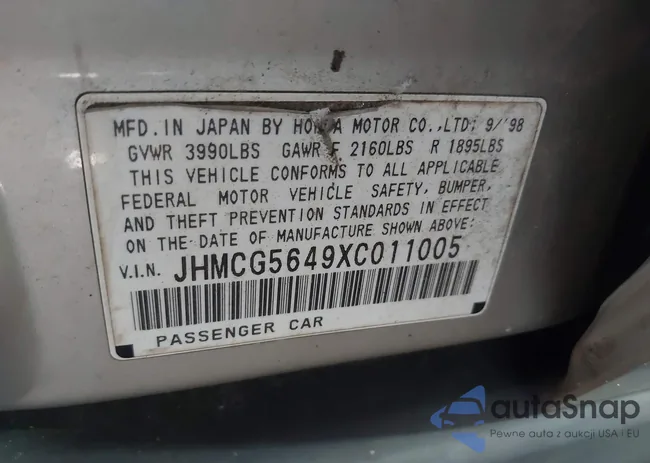 MFD. IN JAPAN BY HONDA MOTOR CO.,LTD; 9/'98
GVWR 3990LBS GAWR F 2160LBS R 1895LBS
THIS VEHICLE CONFORMS TO ALL APPLICABLE
FEDERAL MOTOR VEHICLE SAFETY, BUMPER,
AND THEFT PREVENTION STANDARDS IN EFFECT
ON THE DATE OF MANUFACTURE SHOWN ABOVE;
V.I.N. JHMCG5649XC011005
PASSENGER CAR
autoSnap
Pewne auta z aukcji USA i EU